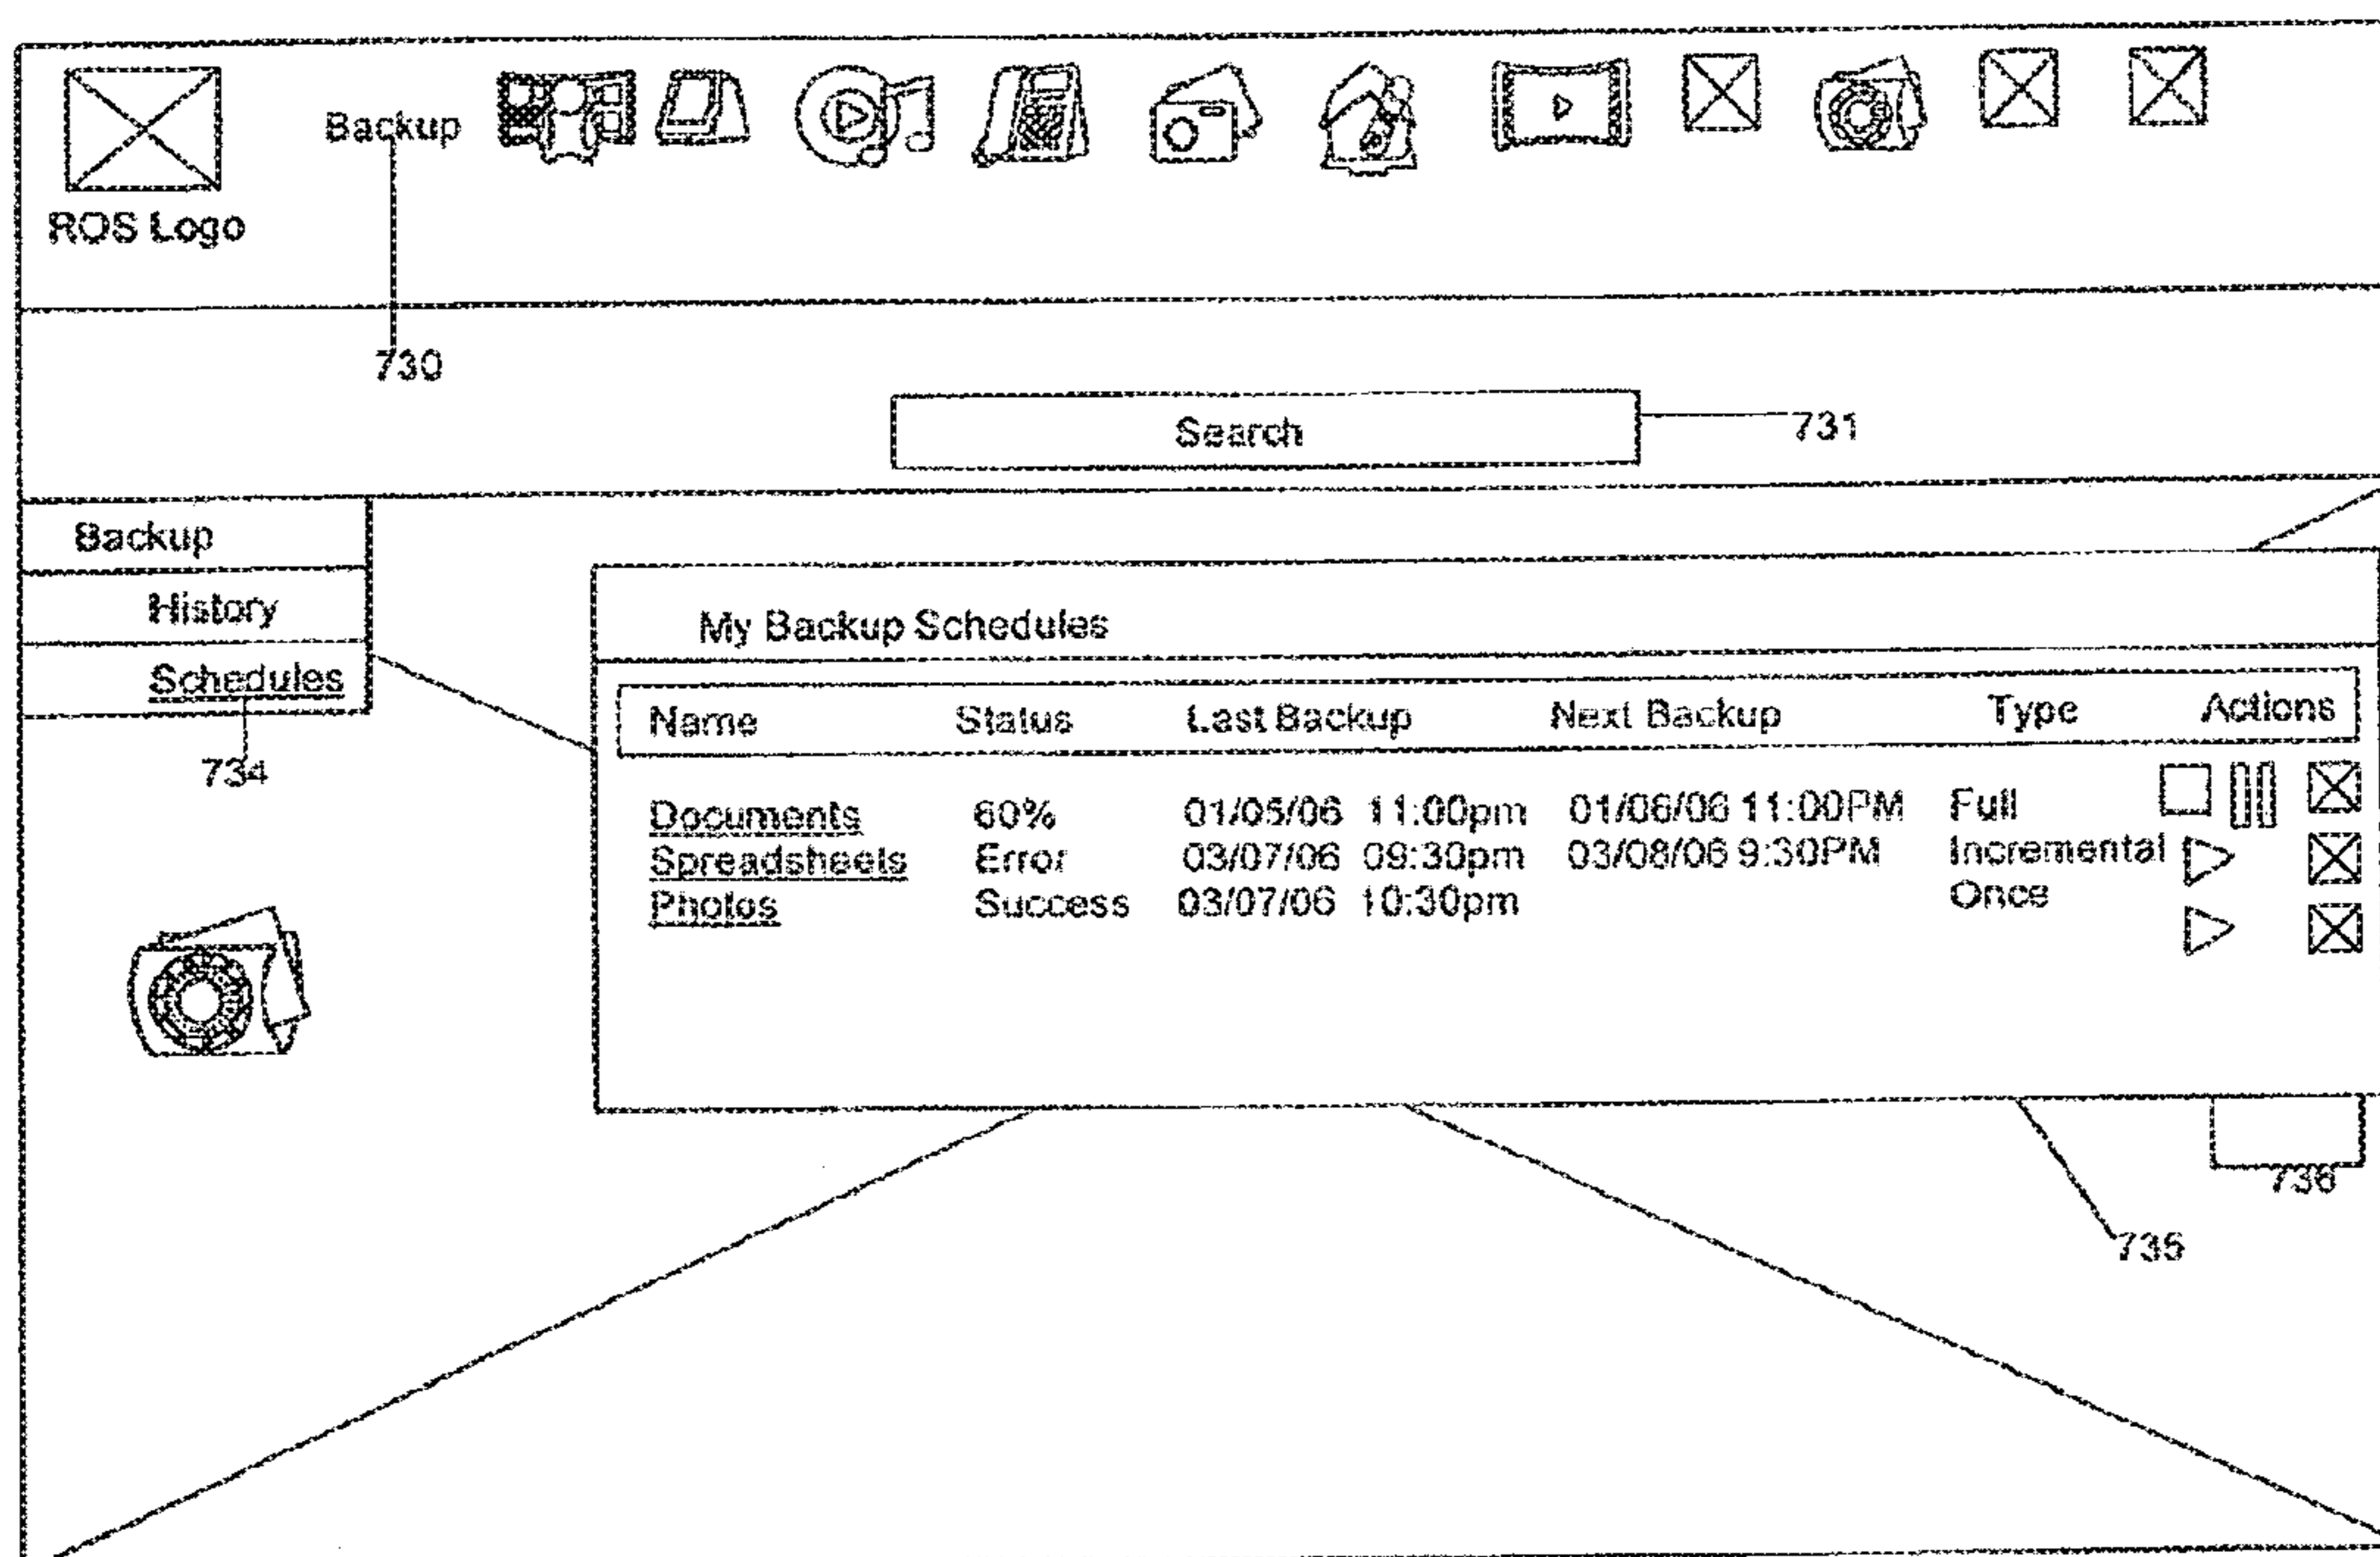 Backup
ROS Logo
730
Search
731
Backup
History
Schedules
734
My Backup Schedules
Name Status Last Backup Next Backup Type Actions
Documents 60% 01/05/06 11:00pm 01/06/06 11:00PM Full
Spreadsheets Error 03/07/06 09:30pm 03/08/06 9:30PM Incremental
Photos Success 03/07/06 10:30pm Once
736
735